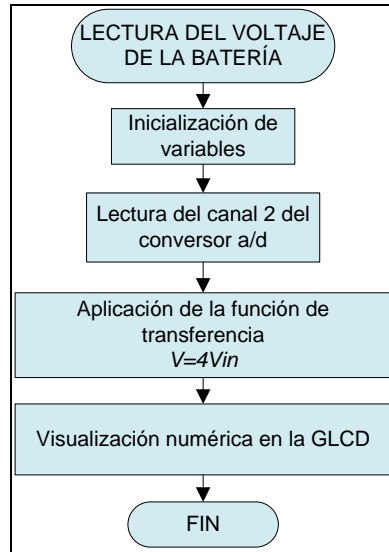 LECTURA DEL VOLTAJE
DE LA BATERÍA
Inicialización de
variables
Lectura del canal 2 del
conversor a/d
Aplicación de la función de
transferencia
V=4Vin
Visualización numérica en la GLCD
FIN